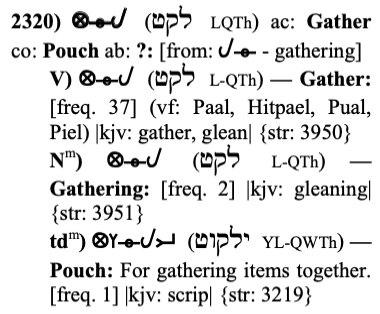 2320) (לקט LQTh) ac: Gather
co: Pouch ab: ?: [from: - gathering]
V) (לקט L-QTh) — Gather:
[freq. 37] (vf: Paal, Hitpael, Pual,
Piel) |kjv: gather, glean| {str: 3950}
Nᵐ) (לקט L-QTh) —
Gathering: [freq. 2] |kjv: gleaning|
{str: 3951}
tdᵐ) (ילקוט YL-QWTh) —
Pouch: For gathering items together.
[freq. 1] |kjv: scrip| {str: 3219}